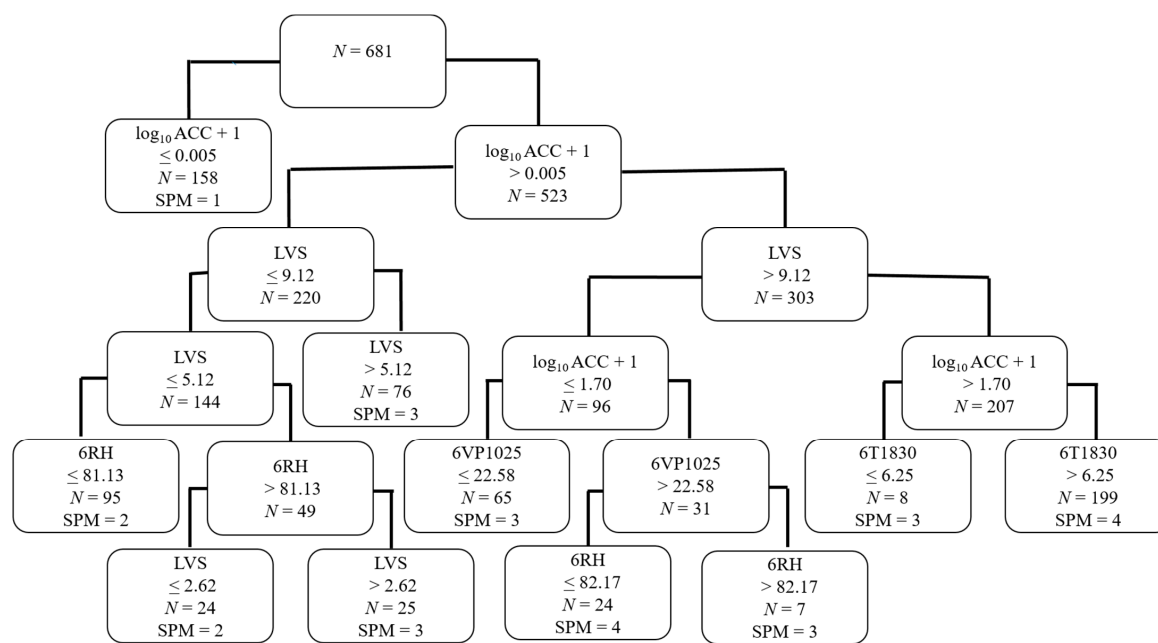 N = 681
log₁₀ ACC + 1
≤ 0.005
N = 158
SPM = 1
log₁₀ ACC + 1
> 0.005
N = 523
LVS
≤ 9.12
N = 220
LVS
> 9.12
N = 303
LVS
≤ 5.12
N = 144
LVS
> 5.12
N = 76
SPM = 3
log₁₀ ACC + 1
≤ 1.70
N = 96
log₁₀ ACC + 1
> 1.70
N = 207
6RH
≤ 81.13
N = 95
SPM = 2
6RH
> 81.13
N = 49
6VP1025
≤ 22.58
N = 65
SPM = 3
6VP1025
> 22.58
N = 31
6T1830
≤ 6.25
N = 8
SPM = 3
6T1830
> 6.25
N = 199
SPM = 4
LVS
≤ 2.62
N = 24
SPM = 2
LVS
> 2.62
N = 25
SPM = 3
6RH
≤ 82.17
N = 24
SPM = 4
6RH
> 82.17
N = 7
SPM = 3